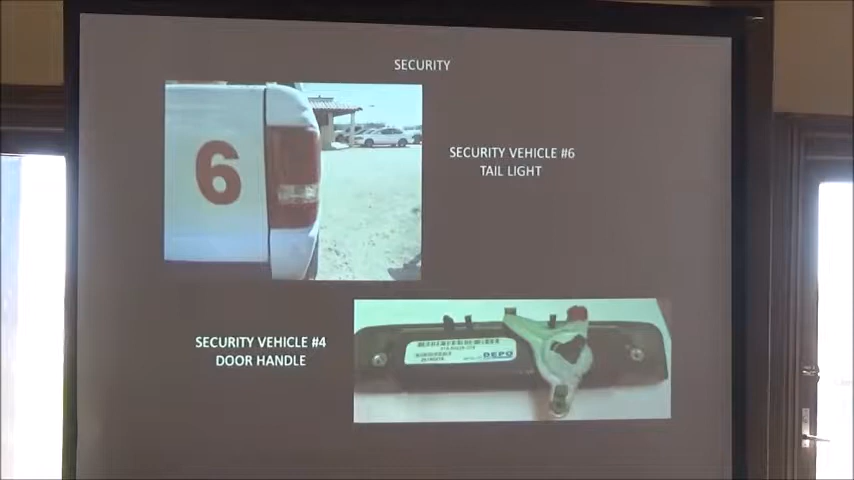 SECURITY
6
SECURITY VEHICLE #6
TAIL LIGHT
SECURITY VEHICLE #4
DOOR HANDLE
DEPO